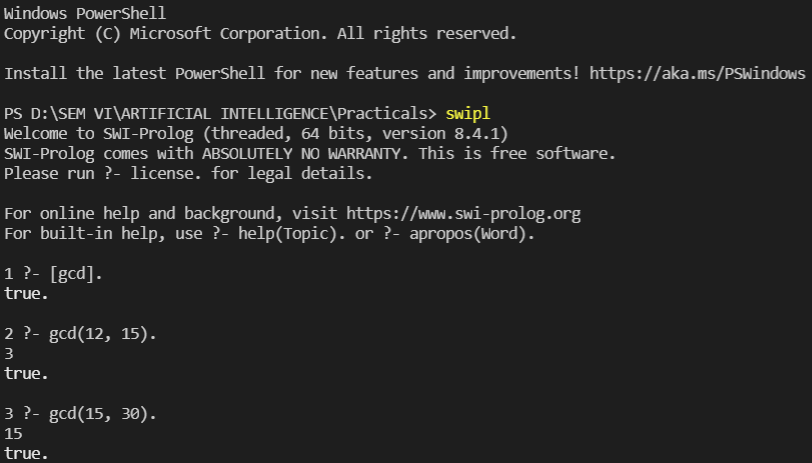 Windows PowerShell
Copyright (C) Microsoft Corporation. All rights reserved.
Install the latest PowerShell for new features and improvements! https://aka.ms/PSWindows
PS D:\SEM VI\ARTIFICIAL INTELLIGENCE\Practicals> swipl
Welcome to SWI-Prolog (threaded, 64 bits, version 8.4.1)
SWI-Prolog comes with ABSOLUTELY NO WARRANTY. This is free software.
Please run ?- license. for legal details.
For online help and background, visit https://www.swi-prolog.org
For built-in help, use ?- help(Topic). or ?- apropos(Word).
1 ?- [gcd].
true.
2 ?- gcd(12, 15).
3
true.
3 ?- gcd(15, 30).
15
true.